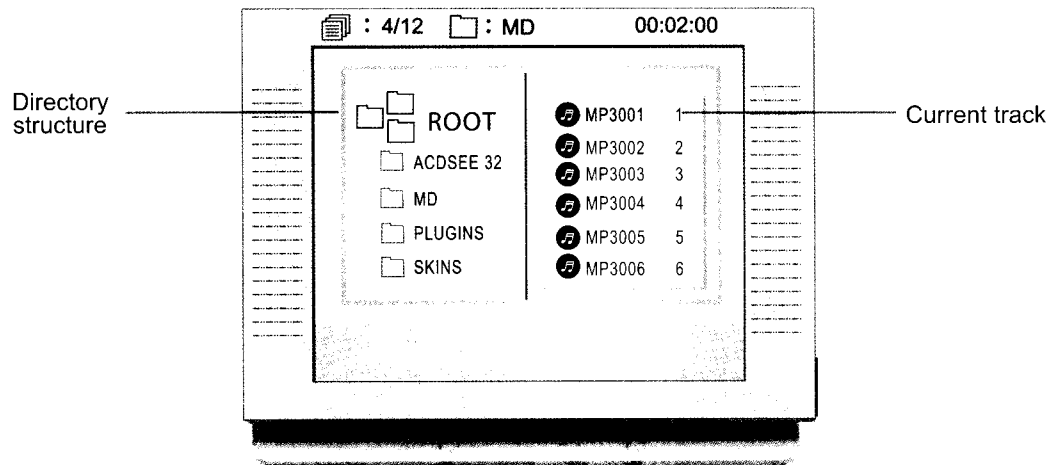 : 4/12 : MD 00:02:00
Directory
structure
ROOT
ACDSEE 32
MD
PLUGINS
SKINS
MP3001 1
MP3002 2
MP3003 3
MP3004 4
MP3005 5
MP3006 6
Current track